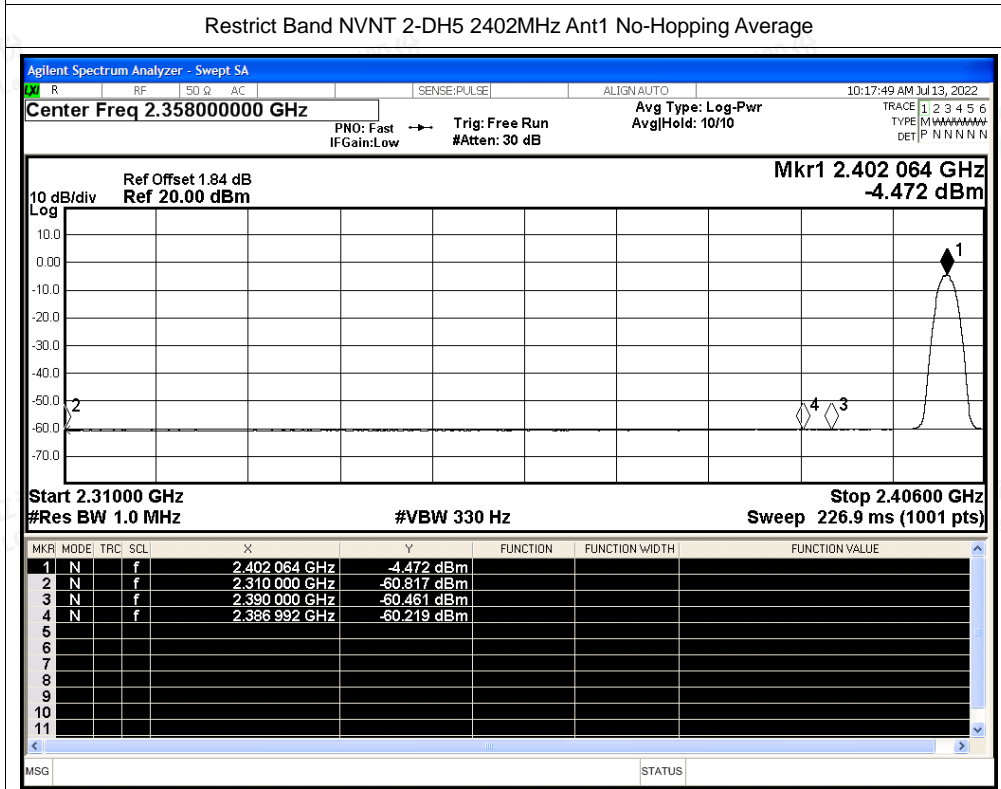 Restrict Band NVNT 2-DH5 2402MHz Ant1 No-Hopping Average
Agilent Spectrum Analyzer - Swept SA
LXI R RF 50 Ω AC SENSE:PULSE ALIGN AUTO 10:17:49 AM Jul 13, 2022
Center Freq 2.358000000 GHz Avg Type: Log-Pwr TRACE 1 2 3 4 5 6
PNO: Fast Trig: Free Run Avg|Hold: 10/10 TYPE M WWWWW
IFGain:Low #Atten: 30 dB DET P N N N N N
Mkr1 2.402 064 GHz
Ref Offset 1.84 dB -4.472 dBm
10 dB/div Ref 20.00 dBm
Log
10.0
1
0.00
-10.0
-20.0
-30.0
-40.0
-50.0
2 4 3
-60.0
-70.0
Start 2.31000 GHz Stop 2.40600 GHz
#Res BW 1.0 MHz #VBW 330 Hz Sweep 226.9 ms (1001 pts)
MKR MODE TRC SCL X Y FUNCTION FUNCTION WIDTH FUNCTION VALUE
1 N f 2.402 064 GHz -4.472 dBm
2 N f 2.310 000 GHz -60.817 dBm
3 N f 2.390 000 GHz -60.461 dBm
4 N f 2.386 992 GHz -60.219 dBm
5
6
7
8
9
10
11
MSG STATUS